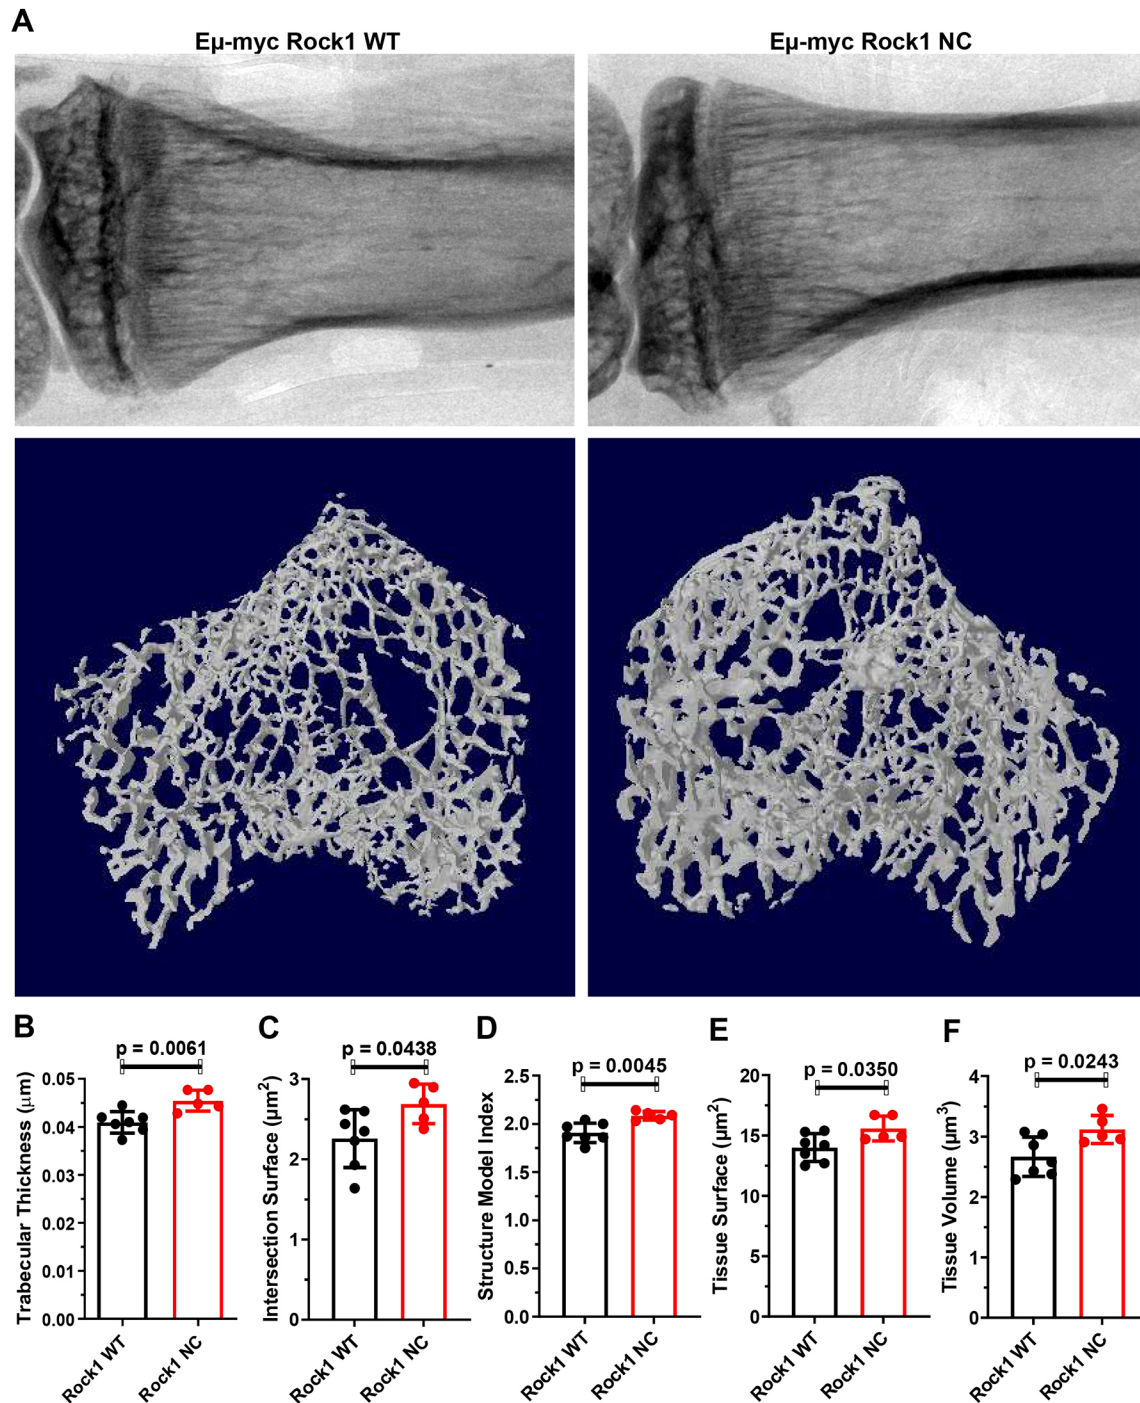 A
Eµ-myc Rock1 WT
Eµ-myc Rock1 NC
B
p = 0.0061
Trabecular Thickness (µm)
0.05
0.04
0.03
0.02
0.01
0.00
Rock1 WT
Rock1 NC
C
p = 0.0438
Intersection Surface (µm²)
3
2
1
0
Rock1 WT
Rock1 NC
D
p = 0.0045
Structure Model Index
2.5
2.0
1.5
1.0
0.5
0.0
Rock1 WT
Rock1 NC
E
p = 0.0350
Tissue Surface (µm²)
20
15
10
5
0
Rock1 WT
Rock1 NC
F
p = 0.0243
Tissue Volume (µm³)
4
3
2
1
0
Rock1 WT
Rock1 NC